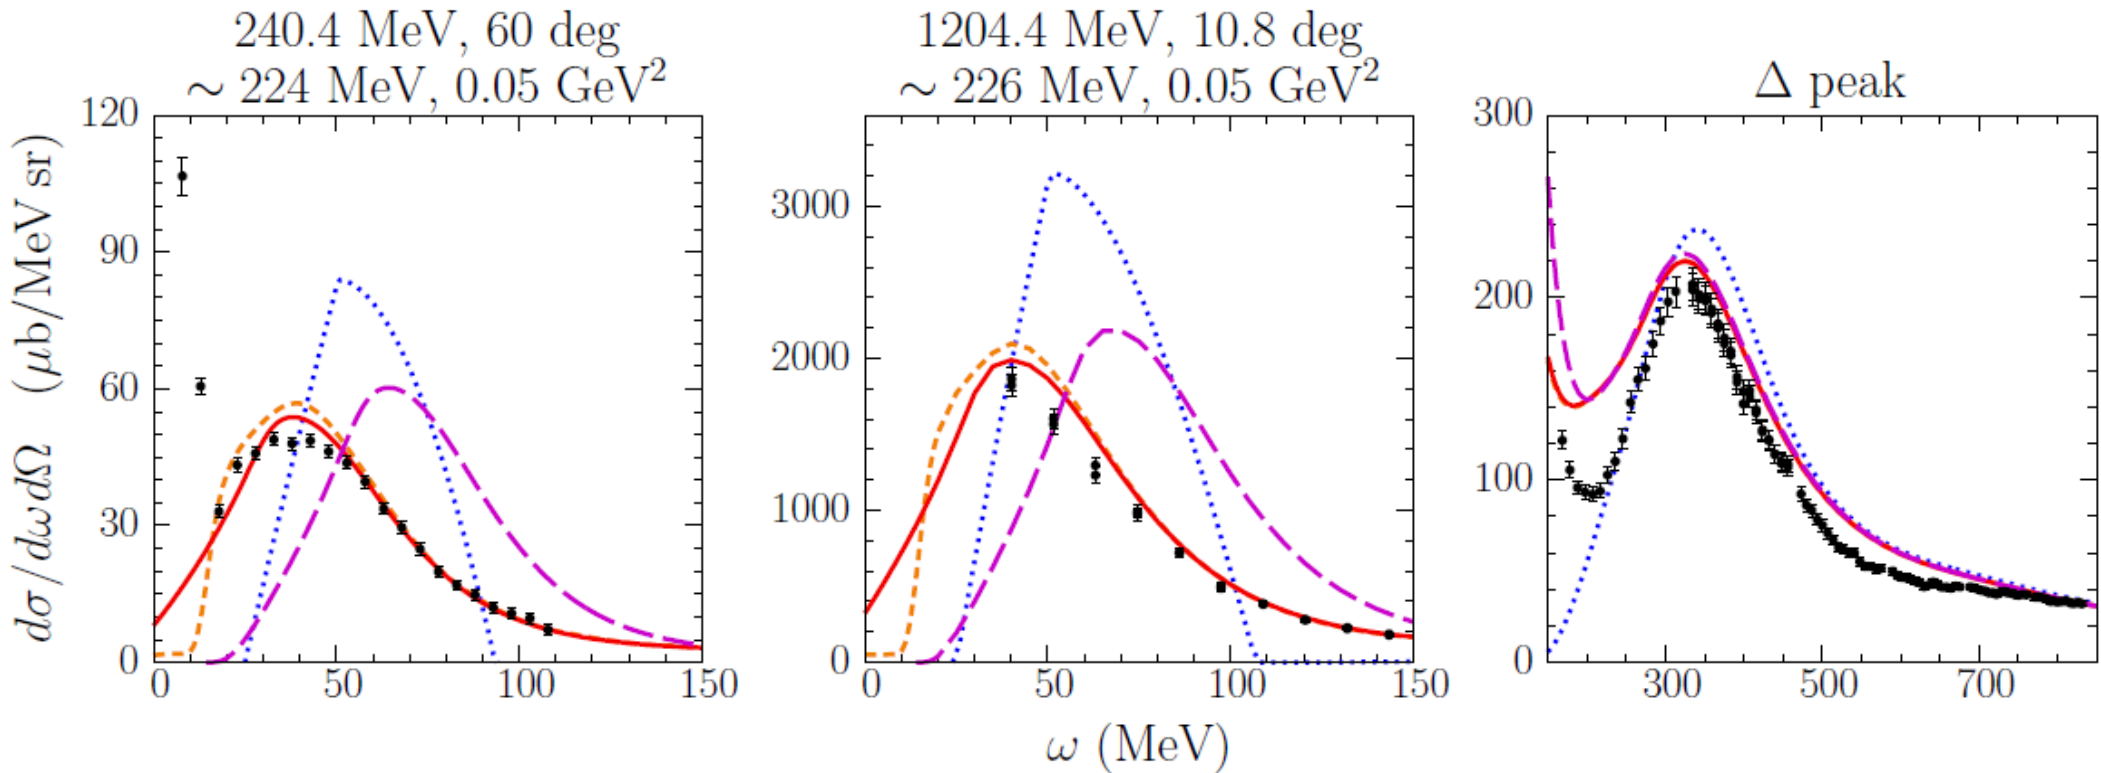 240.4 MeV, 60 deg
∼ 224 MeV, 0.05 GeV²
1204.4 MeV, 10.8 deg
∼ 226 MeV, 0.05 GeV²
Δ peak
dσ/dωdΩ (μb/MeV sr)
120
90
60
30
0
0 50 100 150
3000
2000
1000
0
0 50 100 150
300
200
100
0
300 500 700
ω (MeV)